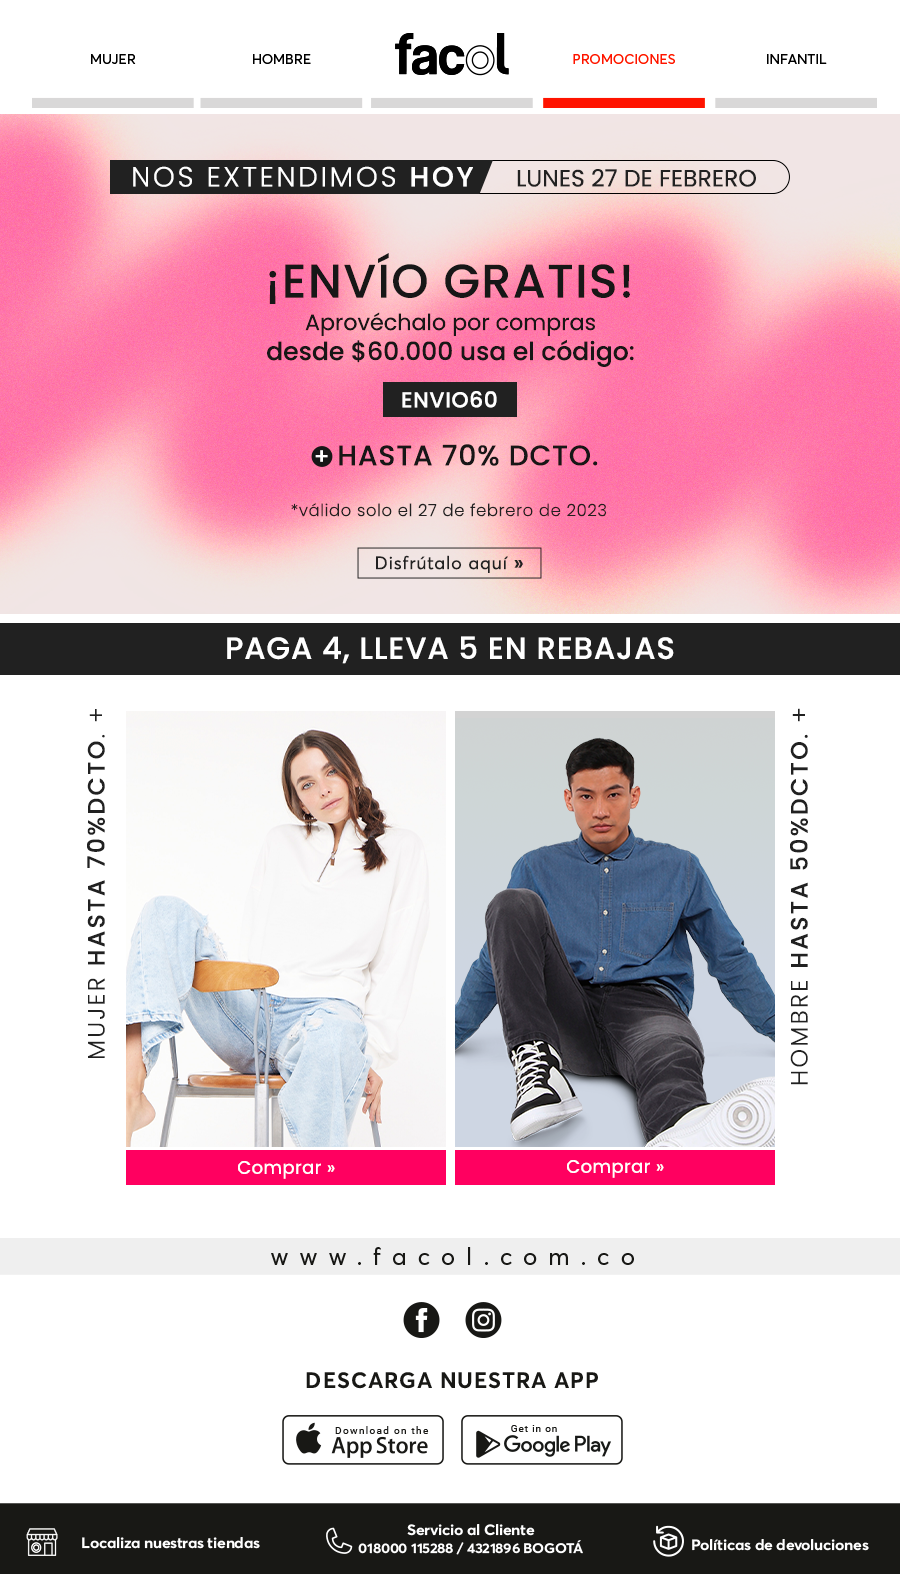 MUJER
HOMBRE
facol
PROMOCIONES
INFANTIL
NOS EXTENDIMOS HOY
LUNES 27 DE FEBRERO
¡ENVÍO GRATIS!
Aprovéchalo por compras
desde $60.000 usa el código:
ENVIO60
+ HASTA 70% DCTO.
*válido solo el 27 de febrero de 2023
Disfrútalo aquí »
PAGA 4, LLEVA 5 EN REBAJAS
MUJER HASTA 70%DCTO. +
HOMBRE HASTA 50%DCTO. +
Comprar »
Comprar »
www.facol.com.co
DESCARGA NUESTRA APP
Download on the
App Store
Get in on
Google Play
Localiza nuestras tiendas
Servicio al Cliente
018000 115288 / 4321896 BOGOTÁ
Políticas de devoluciones